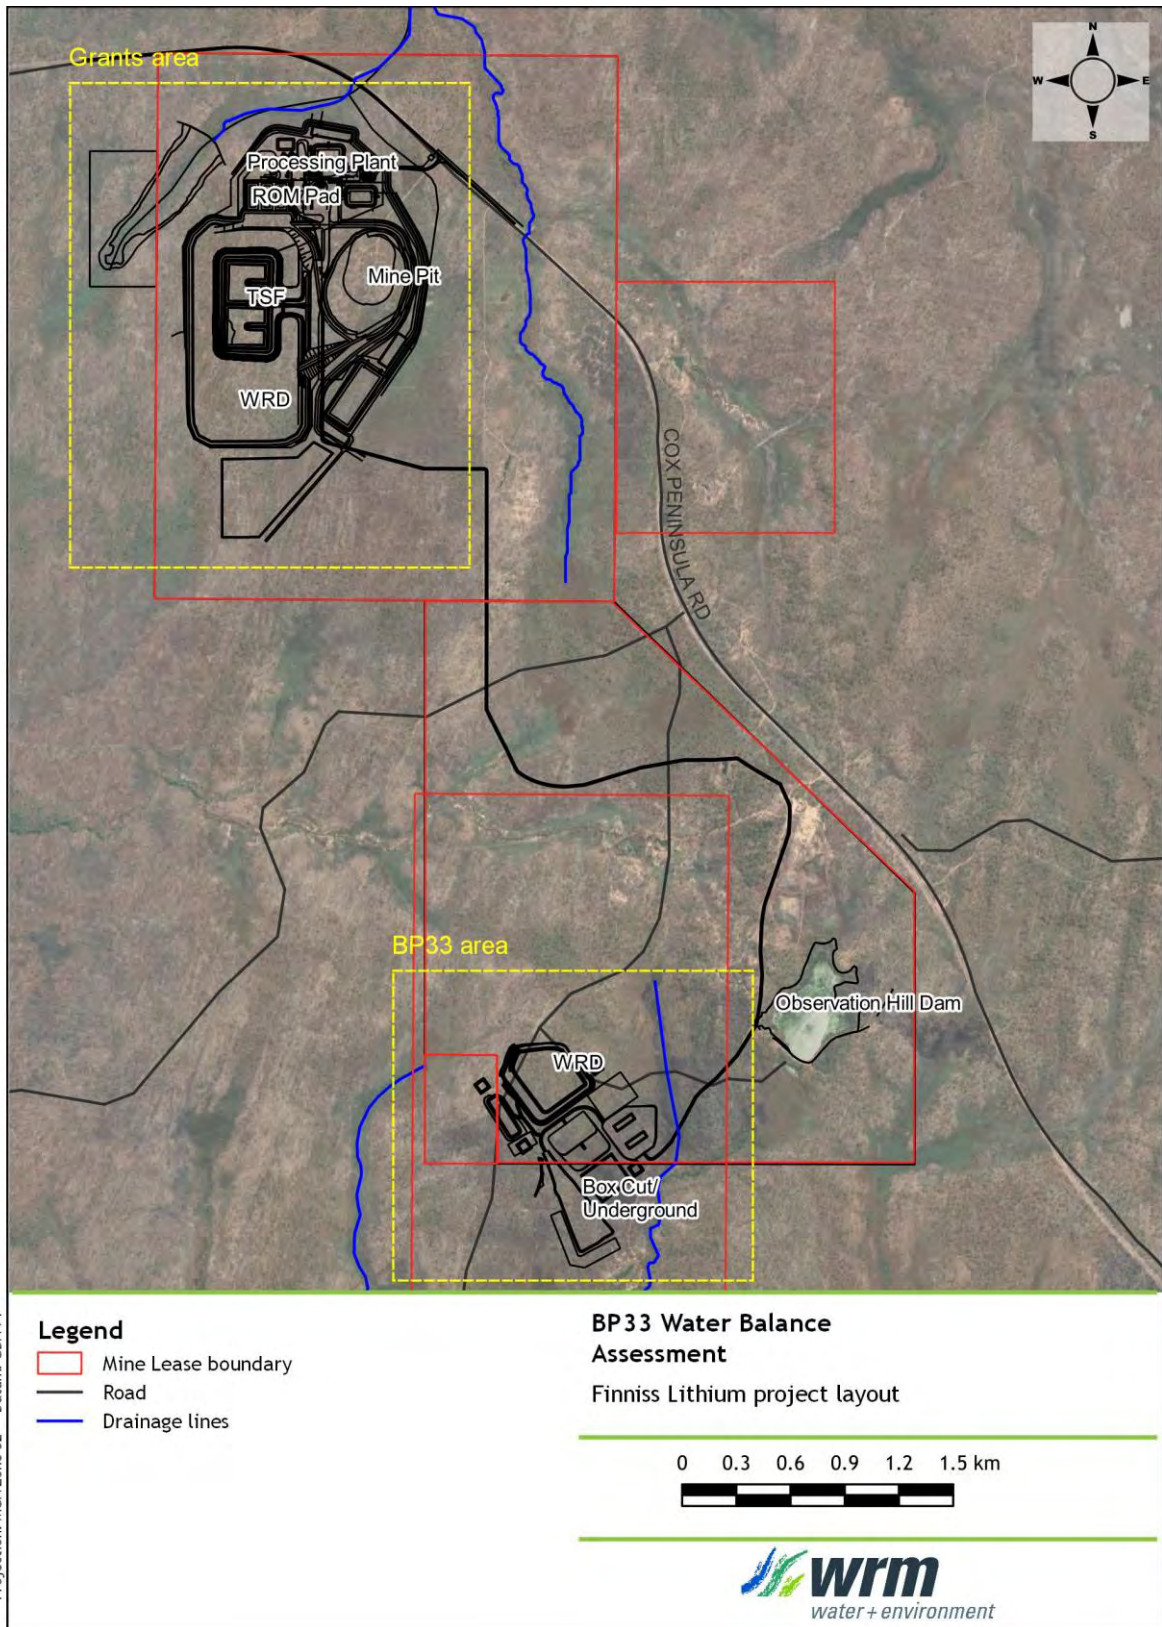 N
W
E
S
Grants area
Processing Plant
ROM Pad
Mine Pit
TSF
WRD
COX PENINSULA RD
BP33 area
Observation Hill Dam
WRD
Box Cut/
Underground
Legend
Mine Lease boundary
Road
Drainage lines
BP33 Water Balance
Assessment
Finniss Lithium project layout
0 0.3 0.6 0.9 1.2 1.5 km
wrm
water + environment